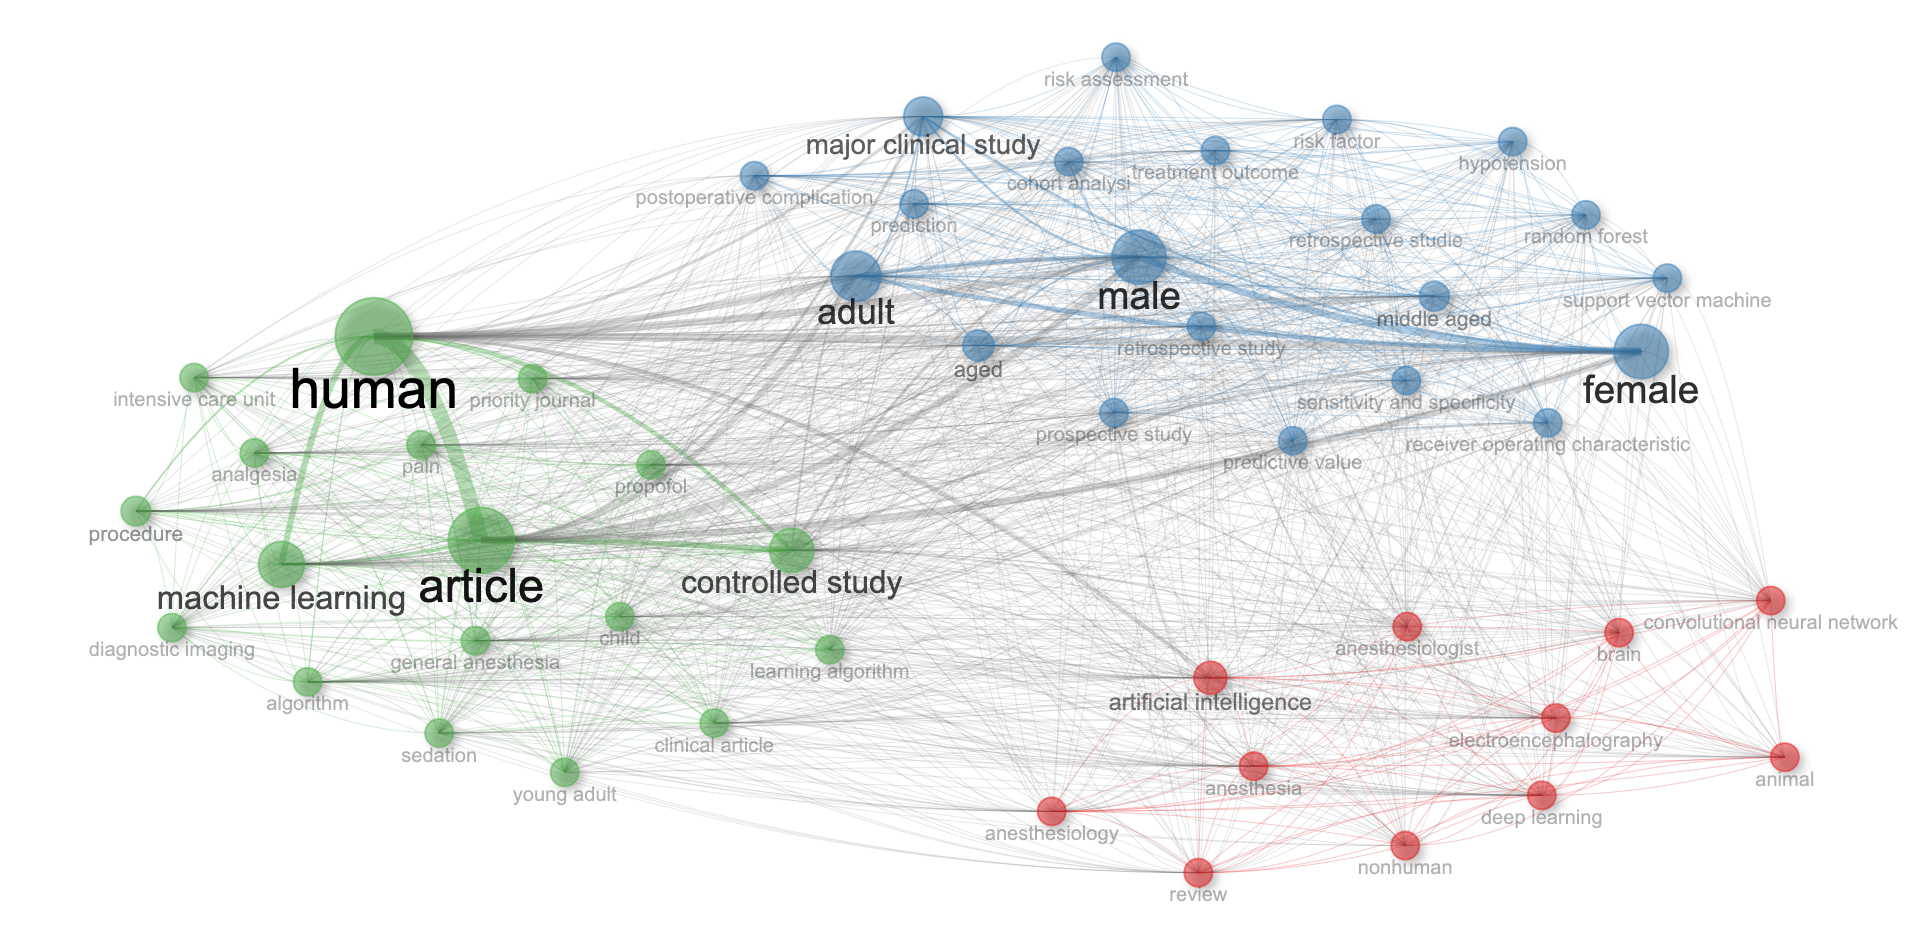 risk assessment
major clinical study
risk factor
hypotension
cohort analysi
treatment outcome
postoperative complication
prediction
retrospective studie
random forest
adult
male
support vector machine
middle aged
retrospective study
aged
female
human
intensive care unit
priority journal
sensitivity and specificity
prospective study
receiver operating characteristic
predictive value
analgesia
pain
propofol
procedure
machine learning
article
controlled study
diagnostic imaging
general anesthesia
child
learning algorithm
anesthesiologist
brain
convolutional neural network
algorithm
artificial intelligence
sedation
clinical article
electroencephalography
young adult
anesthesia
animal
anesthesiology
deep learning
nonhuman
review